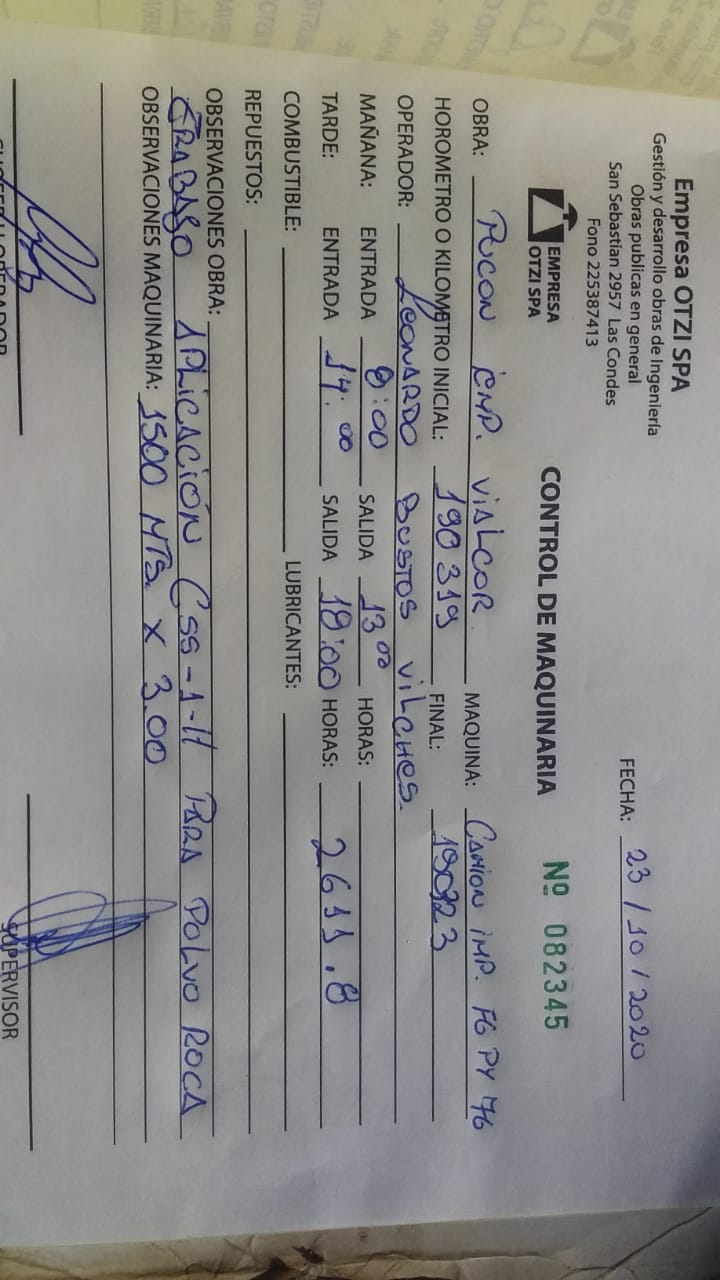 Empresa OTZI SPA
Gestión y desarrollo obras de Ingeniería
Obras publicas en general
San Sebastian 2957 Las Condes
Fono 225387413
FECHA: 23 / 10 / 2020
EMPRESA
OTZI SPA
CONTROL DE MAQUINARIA Nº 082345
OBRA: Pucon EMP. VIALCOR. MAQUINA: CAMION IMP. FG PY 76
HOROMETRO O KILOMETRO INICIAL: 190 319 FINAL: 190323
OPERADOR: LEONARDO BUSTOS VILCHES.
MAÑANA: ENTRADA 8:00 SALIDA 13 00 HORAS:
TARDE: ENTRADA 14:00 SALIDA 18:00 HORAS: 2611.8
COMBUSTIBLE: LUBRICANTES:
REPUESTOS:
OBSERVACIONES OBRA:
TRABAJO APLICACIÓN CSS-1-H PARA POLVO ROCA
OBSERVACIONES MAQUINARIA: 1500 MTS. X 3.00
SUPERVISOR